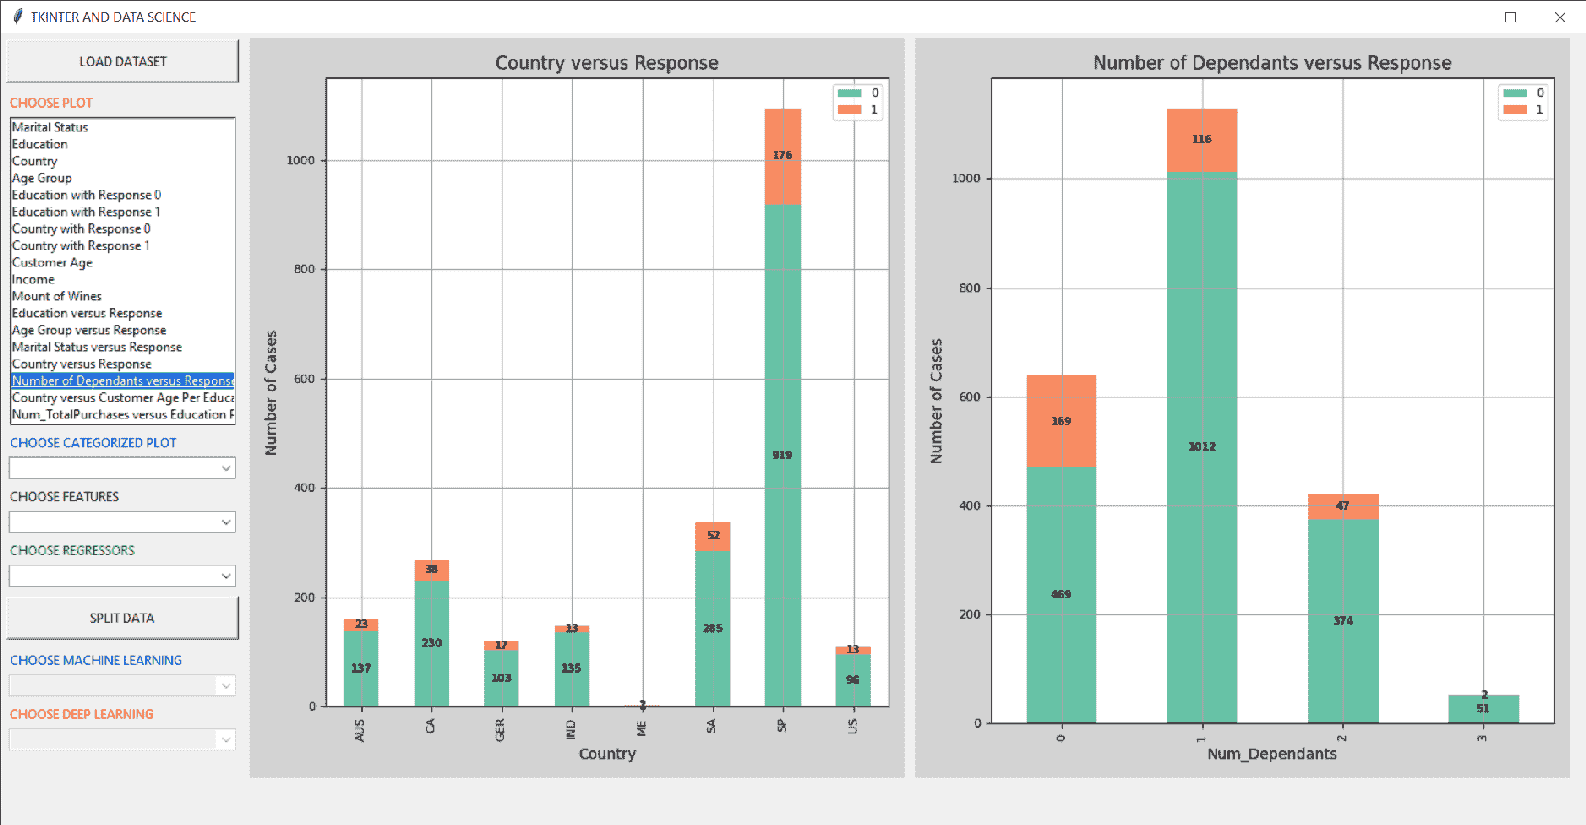 TKINTER AND DATA SCIENCE
LOAD DATASET
CHOOSE PLOT
Marital Status
Education
Country
Age Group
Education with Response 0
Education with Response 1
Country with Response 0
Country with Response 1
Customer Age
Income
Mount of Wines
Education versus Response
Age Group versus Response
Marital Status versus Response
Country versus Response
Number of Dependants versus Response
Country versus Customer Age Per Educa
Num_TotalPurchases versus Education F
CHOOSE CATEGORIZED PLOT
CHOOSE FEATURES
CHOOSE REGRESSORS
SPLIT DATA
CHOOSE MACHINE LEARNING
CHOOSE DEEP LEARNING
Country versus Response
0
1
Number of Cases
1000
800
600
400
200
0
176
919
52
285
38
230
23
137
17
103
13
135
2
13
96
AUS
CA
GER
IND
ME
SA
SP
US
Country
Number of Dependants versus Response
0
1
Number of Cases
1000
800
600
400
200
0
116
1012
169
469
47
374
2
51
0
1
2
3
Num_Dependants